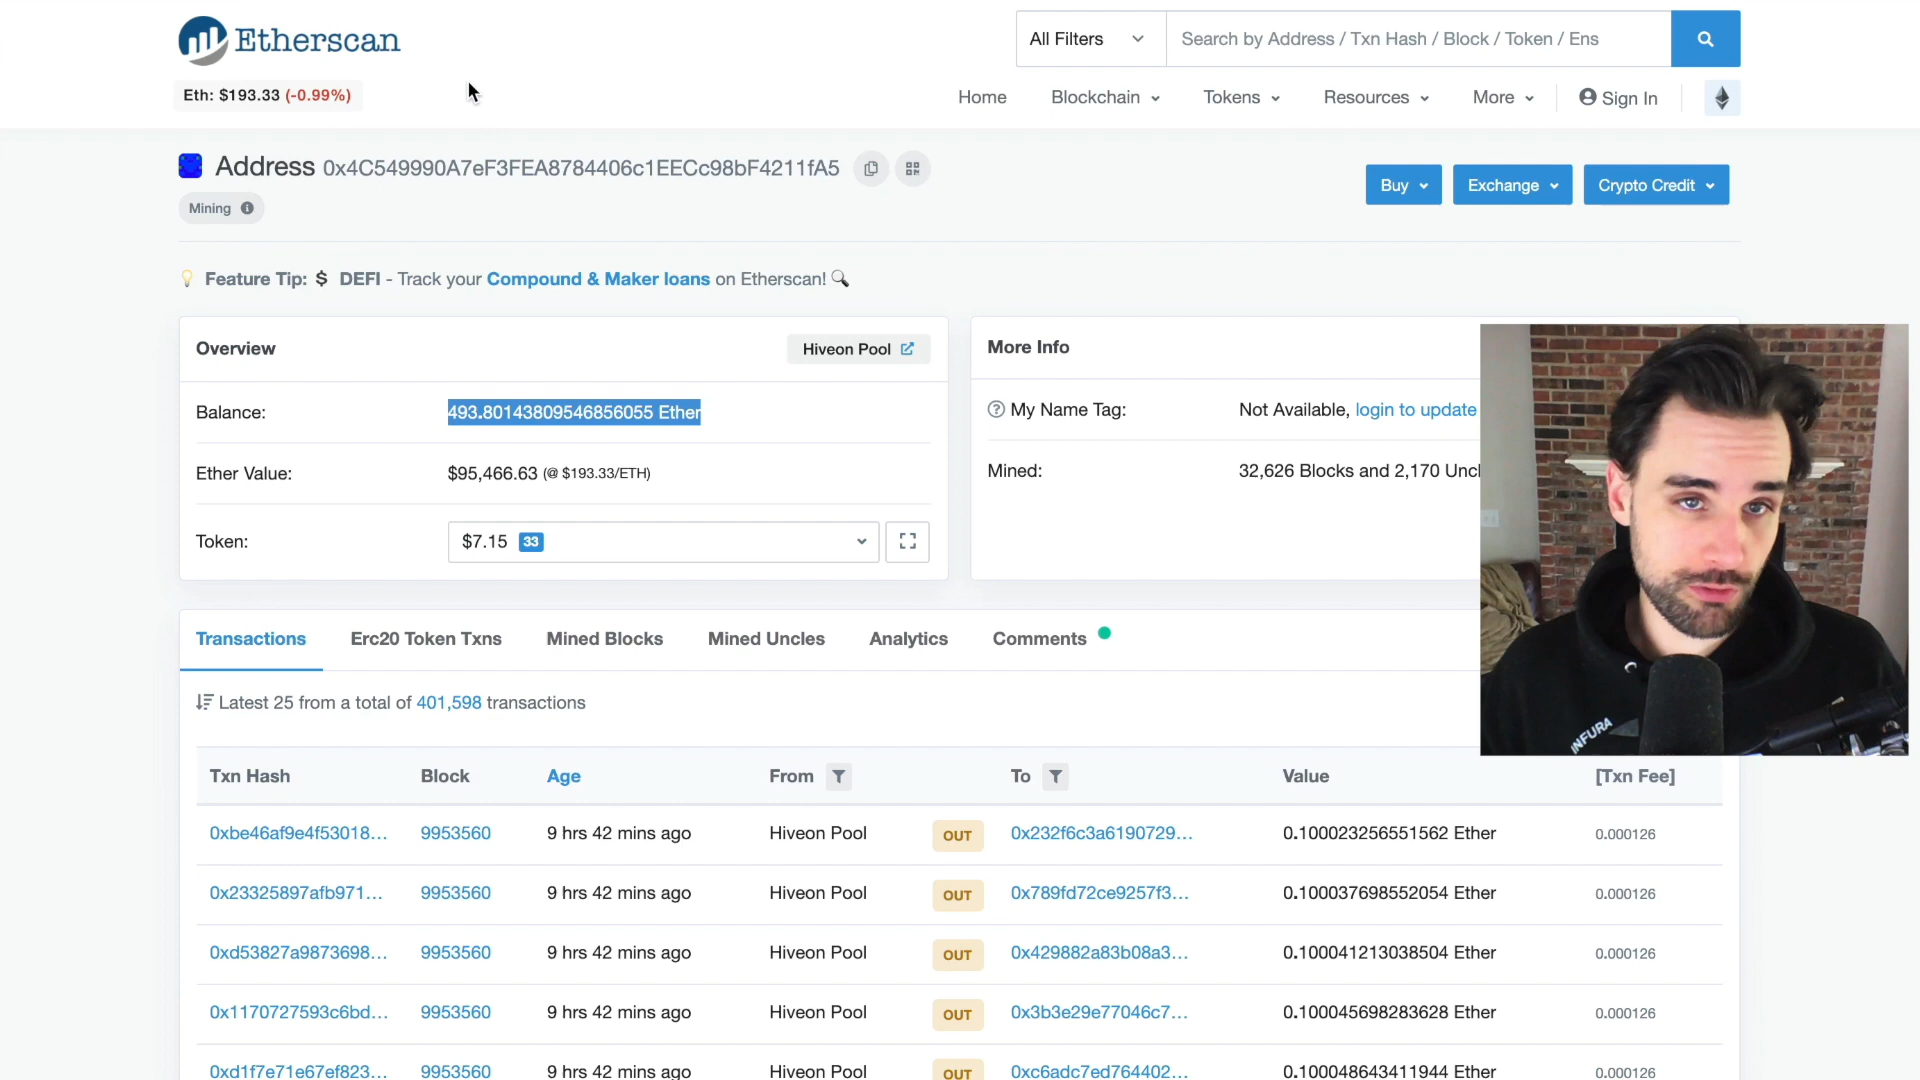 Etherscan
All Filters
Search by Address / Txn Hash / Block / Token / Ens
Eth: $193.33 (-0.99%)
Home Blockchain Tokens Resources More Sign In
Address 0x4C549990A7eF3FEA8784406c1EECc98bF4211fA5
Buy Exchange Crypto Credit
Mining
Feature Tip: $ DEFI - Track your Compound & Maker loans on Etherscan!
Overview
Hiveon Pool
Balance: 493.80143809546856055 Ether
Ether Value: $95,466.63 (@ $193.33/ETH)
Token: $7.15 33
More Info
My Name Tag: Not Available, login to update
Mined: 32,626 Blocks and 2,170 Uncl
INFURA
Transactions Erc20 Token Txns Mined Blocks Mined Uncles Analytics Comments
Latest 25 from a total of 401,598 transactions
Txn Hash Block Age From To Value [Txn Fee]
0xbe46af9e4f53018... 9953560 9 hrs 42 mins ago Hiveon Pool OUT 0x232f6c3a6190729... 0.100023256551562 Ether 0.000126
0x23325897afb971... 9953560 9 hrs 42 mins ago Hiveon Pool OUT 0x789fd72ce9257f3... 0.100037698552054 Ether 0.000126
0xd53827a9873698... 9953560 9 hrs 42 mins ago Hiveon Pool OUT 0x429882a83b08a3... 0.100041213038504 Ether 0.000126
0x1170727593c6bd... 9953560 9 hrs 42 mins ago Hiveon Pool OUT 0x3b3e29e77046c7... 0.100045698283628 Ether 0.000126
0xd1f7e71e67ef823... 9953560 9 hrs 42 mins ago Hiveon Pool OUT 0xc6adc7ed764402... 0.100048643411944 Ether 0.000126